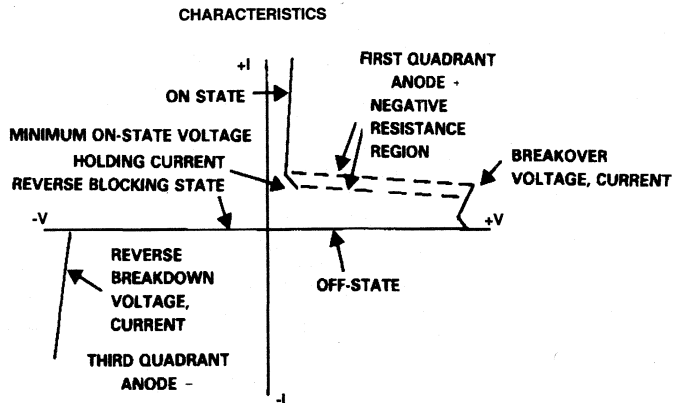 CHARACTERISTICS
+I
FIRST QUADRANT
ANODE +
NEGATIVE
RESISTANCE
REGION
ON STATE
MINIMUM ON-STATE VOLTAGE
HOLDING CURRENT
REVERSE BLOCKING STATE
BREAKOVER
VOLTAGE, CURRENT
-V
+V
REVERSE
BREAKDOWN
VOLTAGE,
CURRENT
OFF-STATE
THIRD QUADRANT
ANODE -
-I